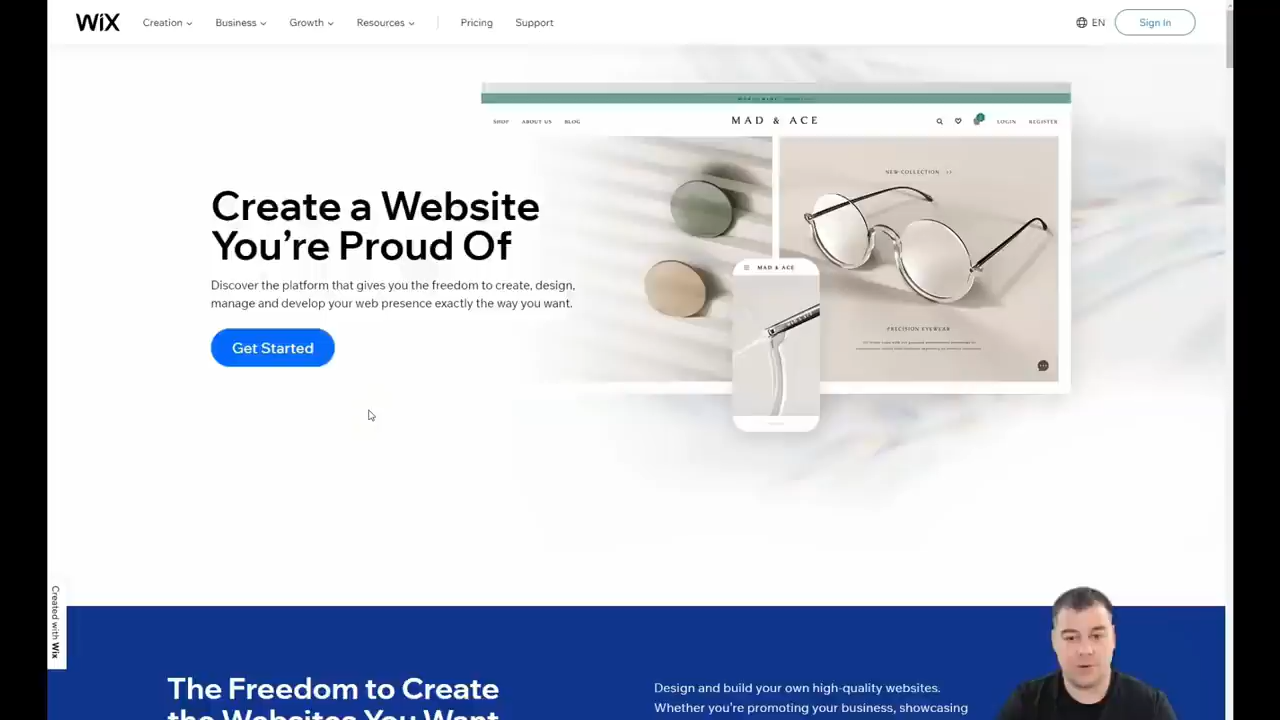 WiX
Creation
Business
Growth
Resources
Pricing
Support
EN
Sign In
SHOP
ABOUT US
BLOG
MAD & ACE
LOGIN
REGISTER
NEW COLLECTION >>
Create a Website
You're Proud Of
Discover the platform that gives you the freedom to create, design,
manage and develop your web presence exactly the way you want.
Get Started
MAD & ACE
PRECISION EYEWEAR
Created with Wix
The Freedom to Create
the Websites You Want
Design and build your own high-quality websites.
Whether you're promoting your business, showcasing